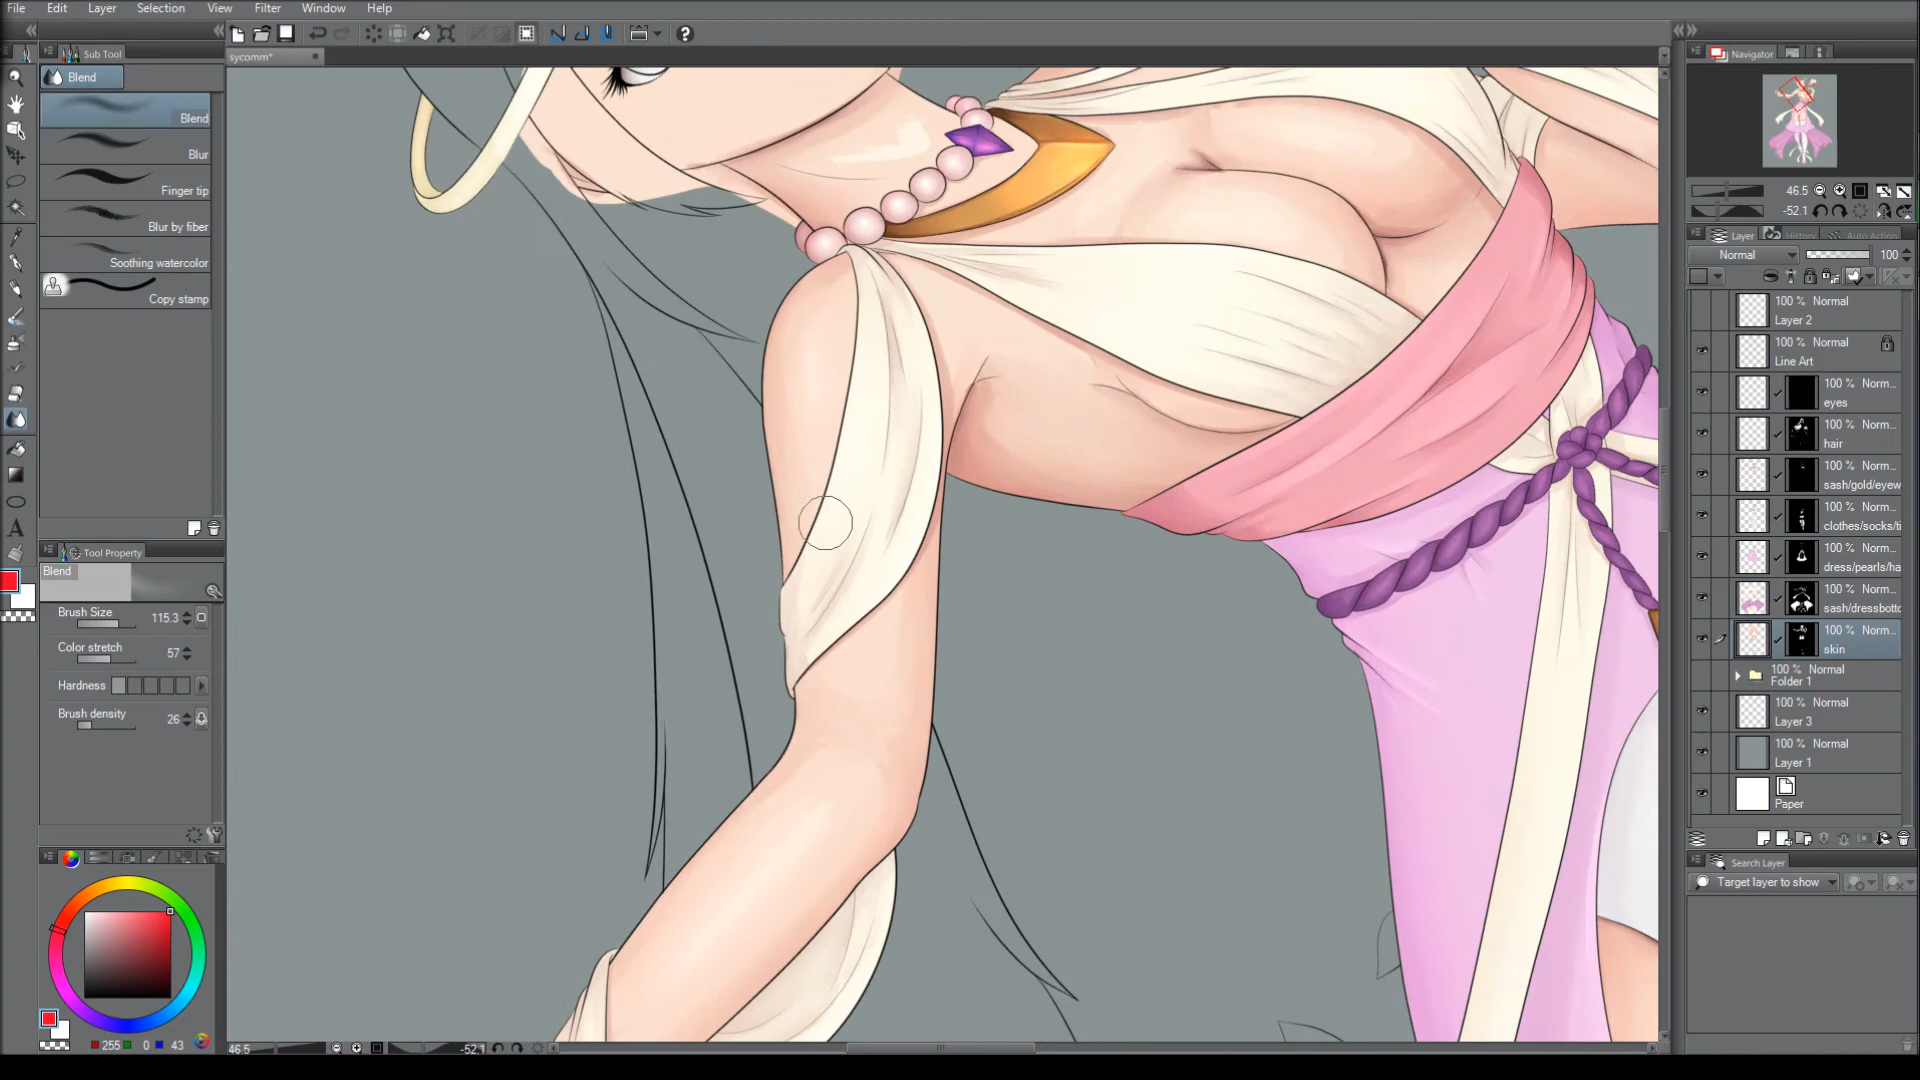 File Edit Layer Selection View Filter Window Help
Sub Tool
Blend
Blend
Blur
Finger tip
Blur by fiber
Soothing watercolor
Copy stamp
Tool Property
Blend
Brush Size 115.3
Color stretch 57
Hardness
Brush density 26
255 0 43
sycomm*
46.5 -52.1
Navigator
46.5
-52.1
Layer History Auto Action
Normal 100
100 % Normal
Layer 2
100 % Normal
Line Art
100 % Norm...
eyes
100 % Norm...
hair
100 % Norm...
sash/gold/eyew
100 % Norm...
clothes/socks/ti
100 % Norm...
dress/pearls/ha
100 % Norm...
sash/dressbotto
100 % Norm...
skin
100 % Normal
Folder 1
100 % Normal
Layer 3
100 % Normal
Layer 1
Paper
Search Layer
Target layer to show